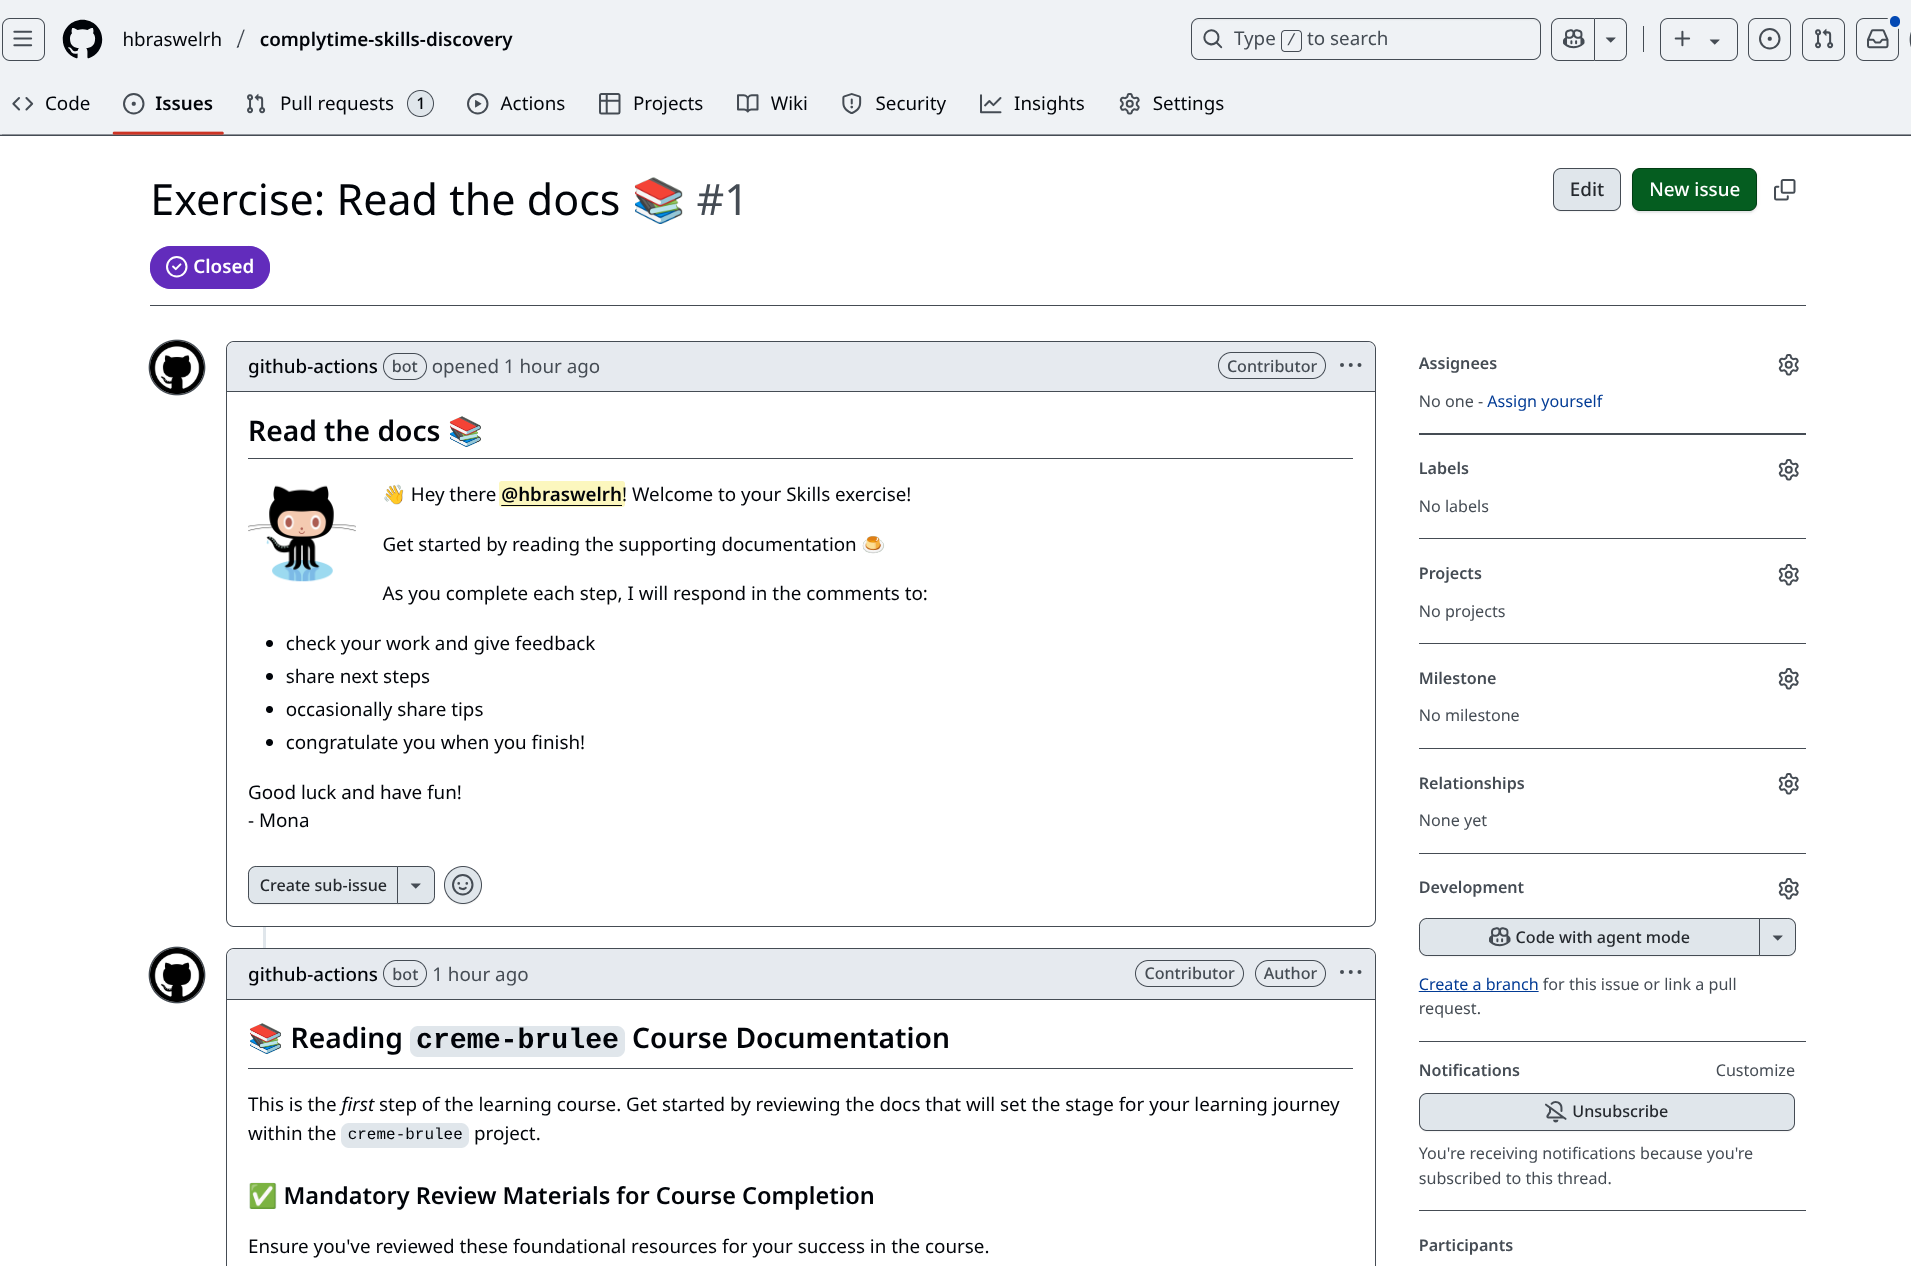 hbraswelrh / complytime-skills-discovery
Type / to search
Code
Issues
Pull requests 1
Actions
Projects
Wiki
Security
Insights
Settings
Exercise: Read the docs 📚 #1
Edit
New issue
Closed
github-actions bot opened 1 hour ago
Contributor
Read the docs 📚
👋 Hey there @hbraswelrh! Welcome to your Skills exercise!
Get started by reading the supporting documentation 🍮
As you complete each step, I will respond in the comments to:
check your work and give feedback
share next steps
occasionally share tips
congratulate you when you finish!
Good luck and have fun!
- Mona
Create sub-issue
github-actions bot 1 hour ago
Contributor Author
📚 Reading creme-brulee Course Documentation
This is the first step of the learning course. Get started by reviewing the docs that will set the stage for your learning journey
within the creme-brulee project.
✅ Mandatory Review Materials for Course Completion
Ensure you've reviewed these foundational resources for your success in the course.
Assignees
No one - Assign yourself
Labels
No labels
Projects
No projects
Milestone
No milestone
Relationships
None yet
Development
Code with agent mode
Create a branch for this issue or link a pull
request.
Notifications
Customize
Unsubscribe
You're receiving notifications because you're
subscribed to this thread.
Participants